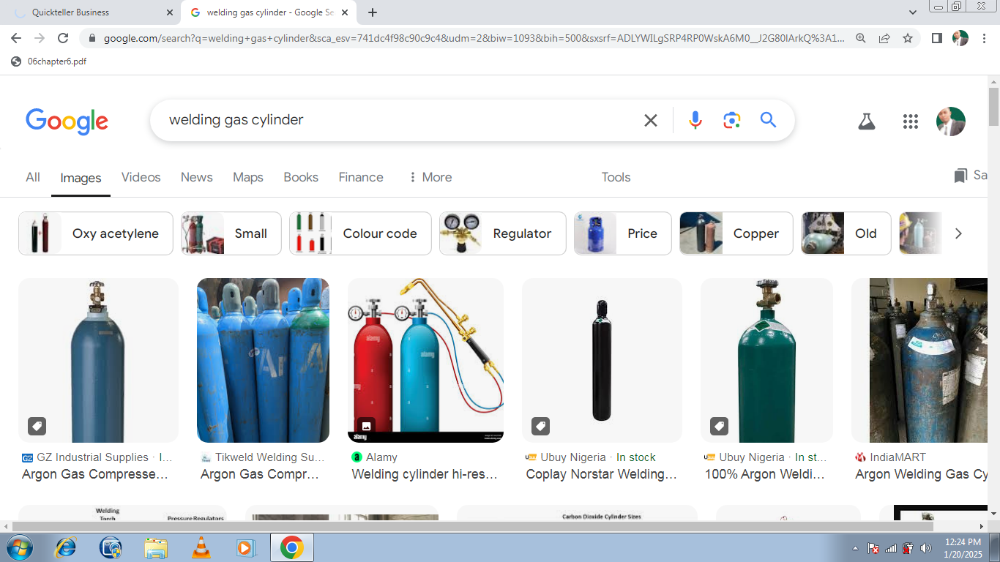 Quickteller Business
welding gas cylinder - Google Se
google.com/search?q=welding+gas+cylinder&sca_esv=741dc4f98c90c9c4&udm=2&biw=1093&bih=500&sxsrf=ADLYWILgSRP4RP0WskA6M0__J2G80lArkQ%3A1...
06chapter6.pdf
Google
welding gas cylinder
All Images Videos News Maps Books Finance More Tools Sa
Oxy acetylene Small Colour code Regulator Price Copper Old
alamy
alamy
alamy
Ar A
GZ Industrial Supplies · I...
Argon Gas Compresse...
Tikweld Welding Su...
Argon Gas Compr...
Alamy
Welding cylinder hi-res...
Ubuy Nigeria · In stock
Coplay Norstar Welding...
Ubuy Nigeria · In st...
100% Argon Weldi...
IndiaMART
Argon Welding Gas Cy
Welding
Torch
Pressure Regulators
Carbon Dioxide Cylinder Sizes
12:24 PM
1/20/2025